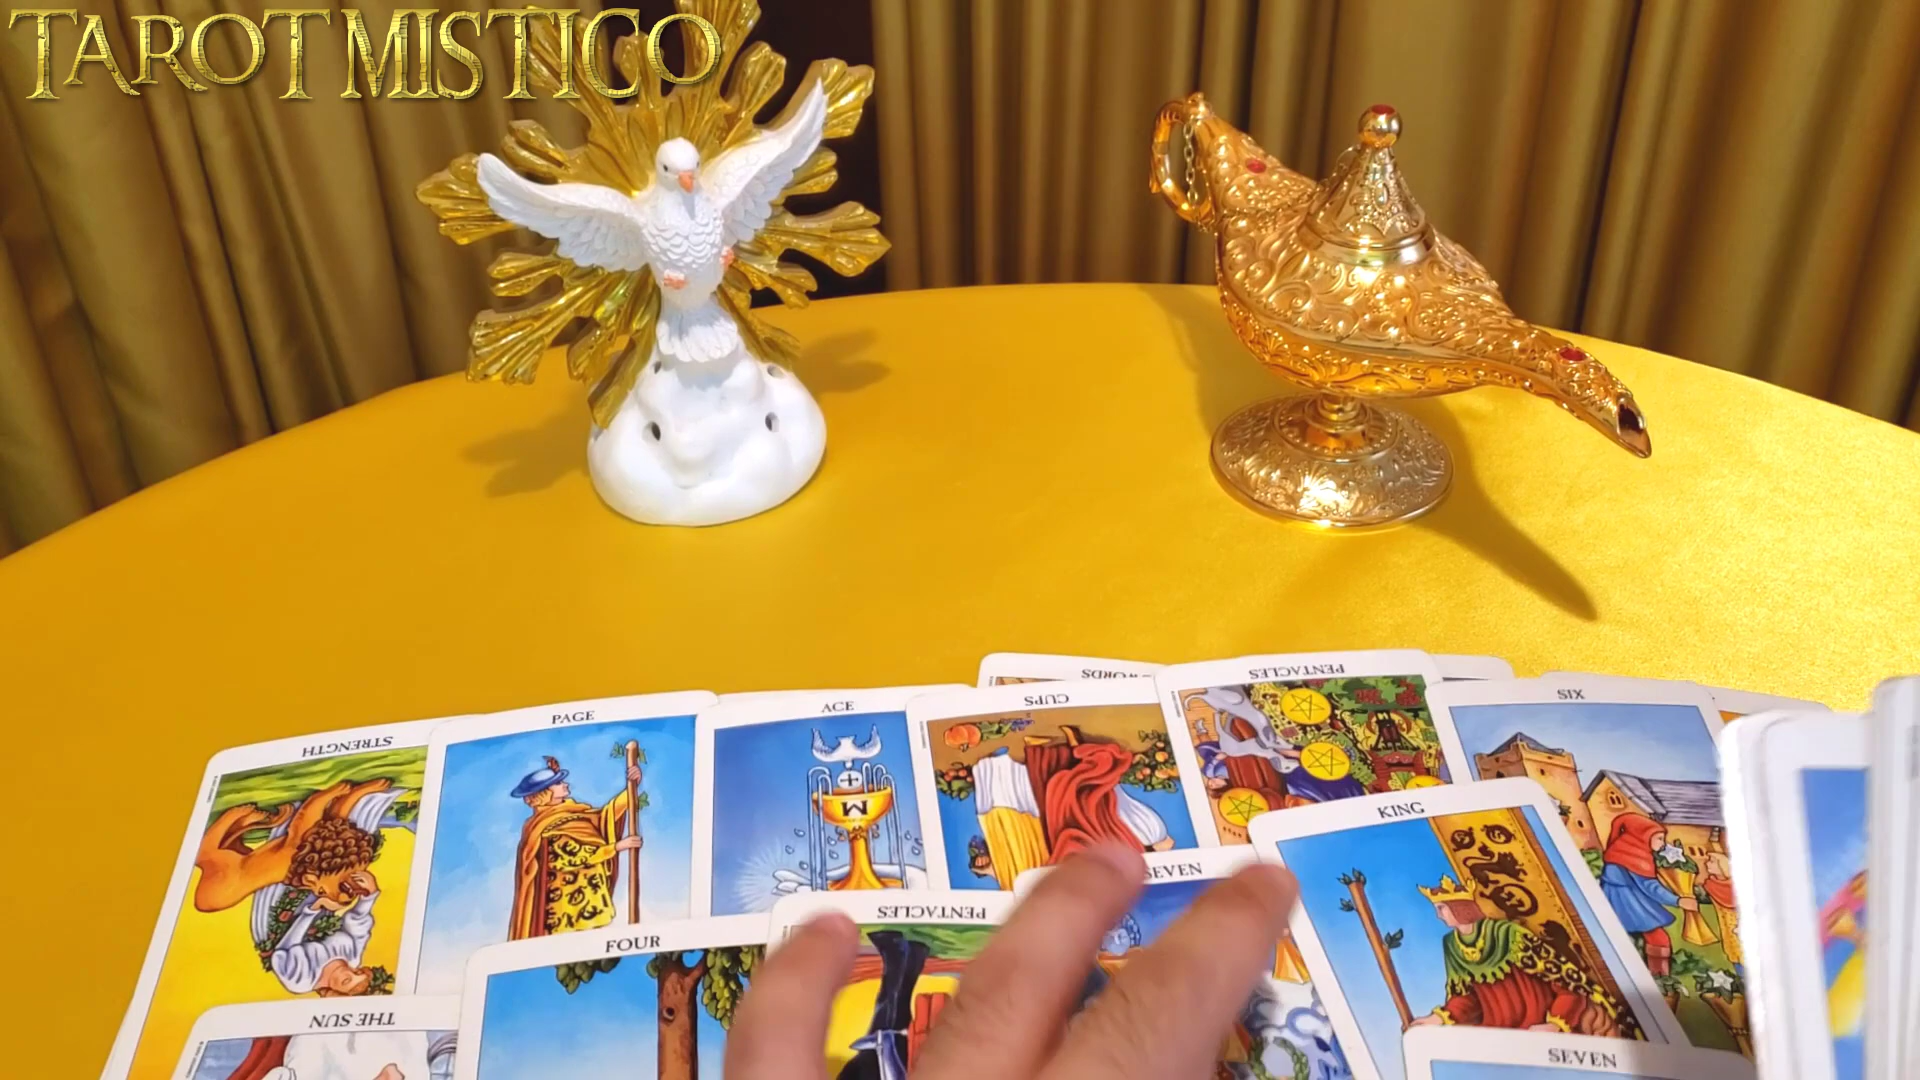 TAROT MISTICO
PENTACLES
CUPS
SIX
ACE
PAGE
STRENGTH
KING
SEVEN
PENTACLES
FOUR
THE SUN
SEVEN